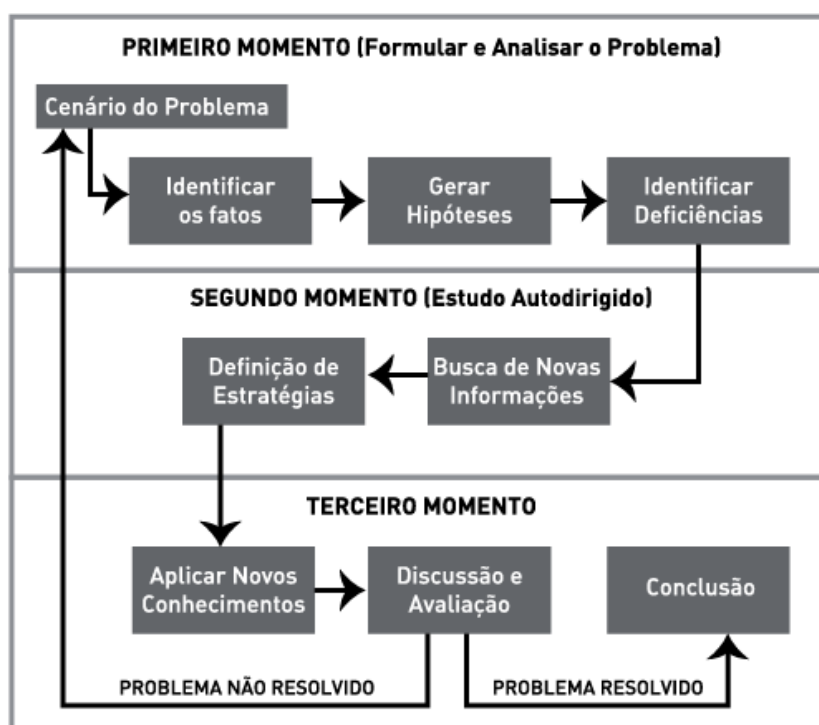 PRIMEIRO MOMENTO (Formular e Analisar o Problema)
Cenário do Problema
Identificar
os fatos
Gerar
Hipóteses
Identificar
Deficiências
SEGUNDO MOMENTO (Estudo Autodirigido)
Definição de
Estratégias
Busca de Novas
Informações
TERCEIRO MOMENTO
Aplicar Novos
Conhecimentos
Discussão e
Avaliação
Conclusão
PROBLEMA NÃO RESOLVIDO
PROBLEMA RESOLVIDO